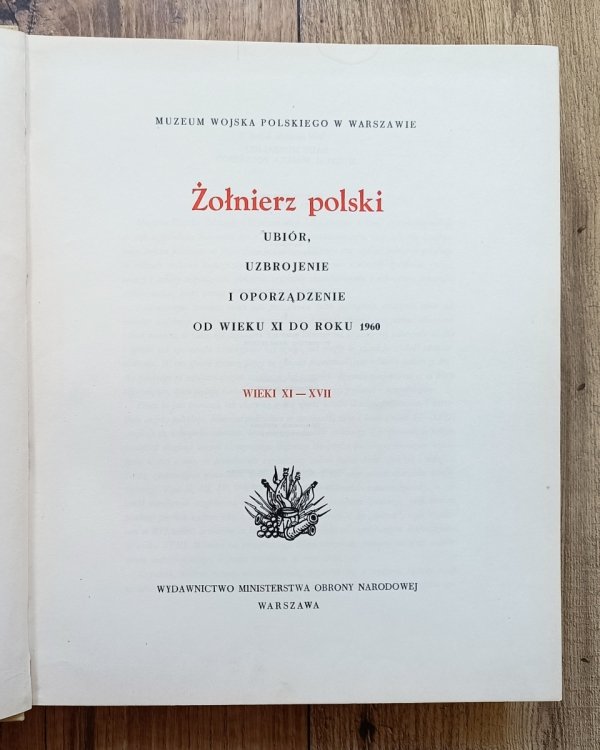 MUZEUM WOJSKA POLSKIEGO W WARSZAWIE
Żołnierz polski
UBIÓR,
UZBROJENIE
I OPORZĄDZENIE
OD WIEKU XI DO ROKU 1960
WIEKI XI — XVII
WYDAWNICTWO MINISTERSTWA OBRONY NARODOWEJ
WARSZAWA